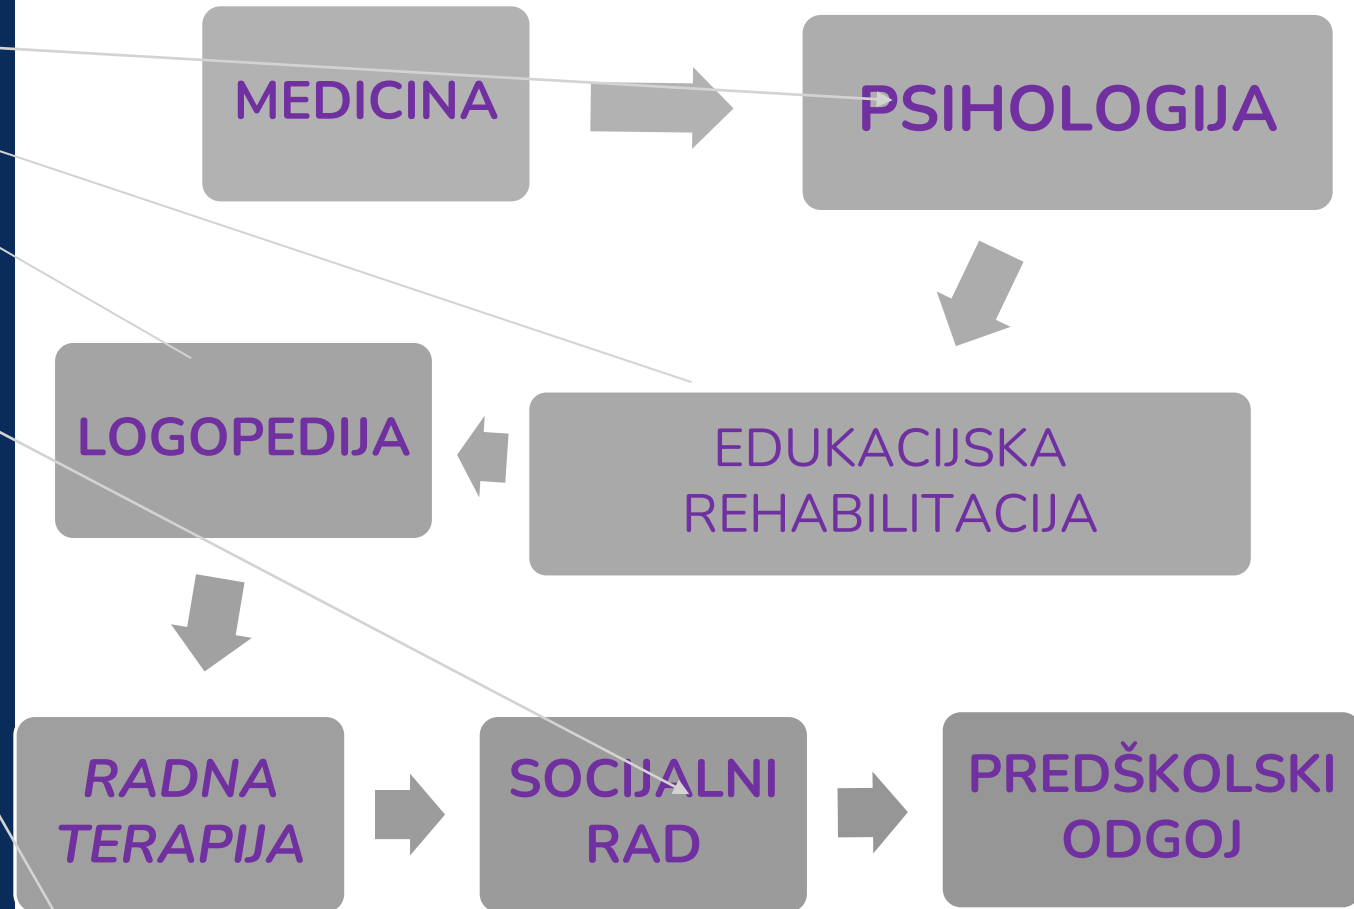 MEDICINA
PSIHOLOGIJA
EDUKACIJSKA
REHABILITACIJA
LOGOPEDIJA
RADNA
TERAPIJA
SOCIJALNI
RAD
PREDŠKOLSKI
ODGOJ